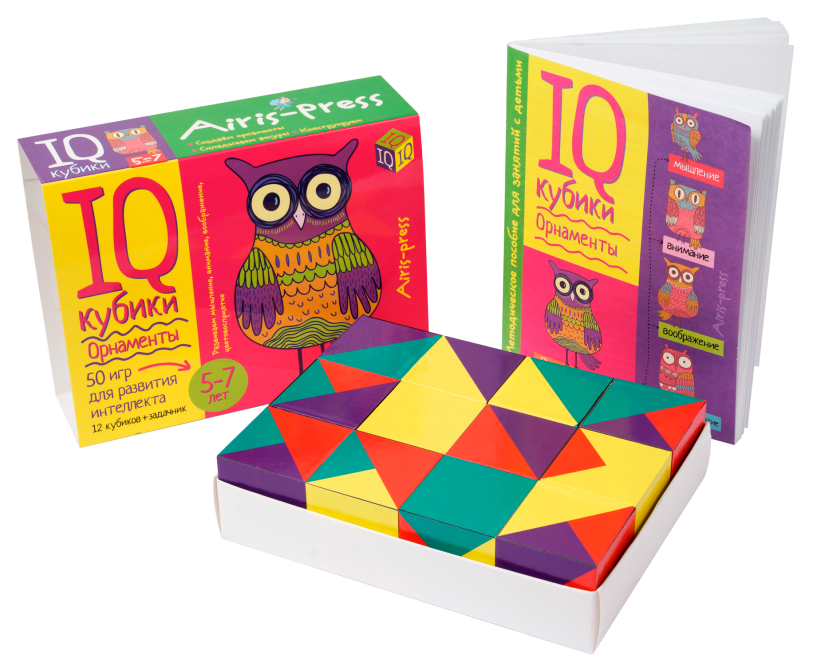 IQ
кубики
5–7
Airis-press
• Создаём орнаменты
• Складываем фигуры • Конструируем
IQ
IQ
IQ
IQ
кубики
Орнаменты
50 игр
для развития
интеллекта
12 кубиков+задачник
5–7
лет
Развиваем мышление, внимание, воображение,
цветовосприятие
Airis-press
Методическое пособие для занятий с детьми
IQ
кубики
Орнаменты
мышление
внимание
воображение
Airis-press